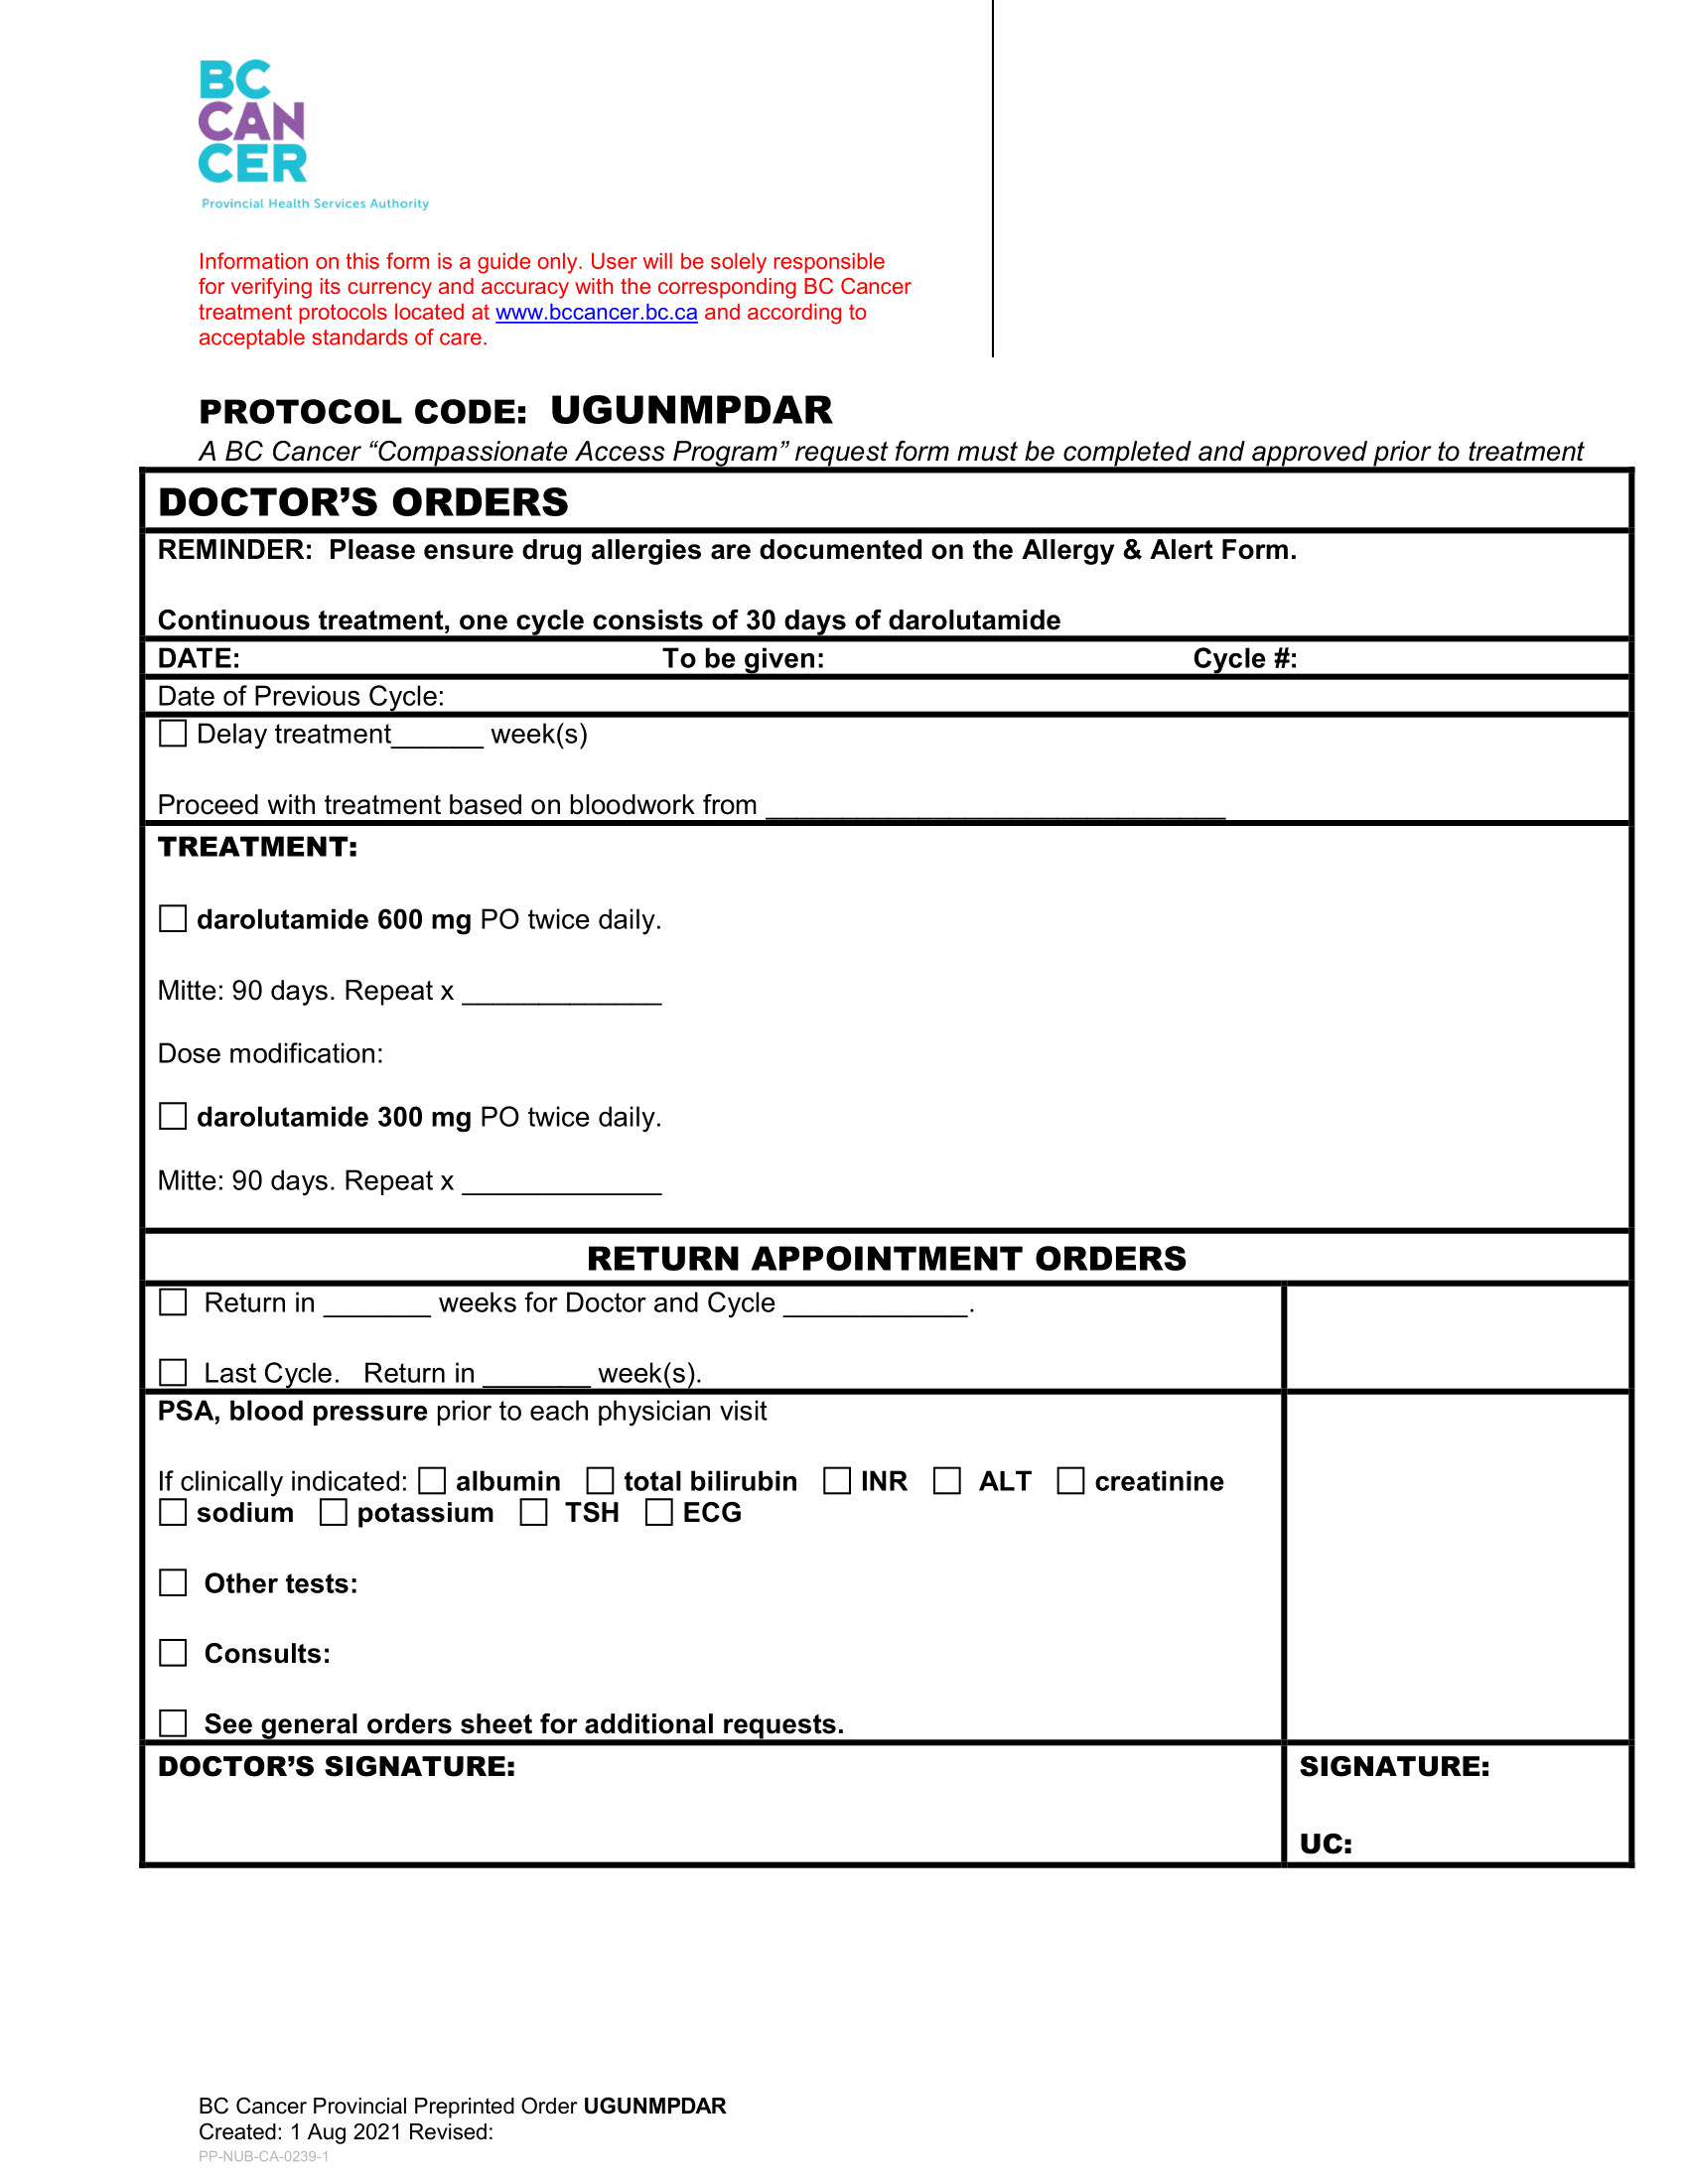 BC
CAN
CER
Provincial Health Services Authority
Information on this form is a guide only. User will be solely responsible
for verifying its currency and accuracy with the corresponding BC Cancer
treatment protocols located at www.bccancer.bc.ca and according to
acceptable standards of care.
PROTOCOL CODE: UGUNMPDAR
A BC Cancer “Compassionate Access Program” request form must be completed and approved prior to treatment
DOCTOR’S ORDERS
REMINDER: Please ensure drug allergies are documented on the Allergy & Alert Form.
Continuous treatment, one cycle consists of 30 days of darolutamide
DATE: To be given: Cycle #:
Date of Previous Cycle:
☐ Delay treatment______ week(s)
Proceed with treatment based on bloodwork from ______________________________
TREATMENT:
☐ darolutamide 600 mg PO twice daily.
Mitte: 90 days. Repeat x _____________
Dose modification:
☐ darolutamide 300 mg PO twice daily.
Mitte: 90 days. Repeat x _____________
RETURN APPOINTMENT ORDERS
☐ Return in _______ weeks for Doctor and Cycle ____________.
☐ Last Cycle. Return in _______ week(s).
PSA, blood pressure prior to each physician visit
If clinically indicated: ☐ albumin ☐ total bilirubin ☐ INR ☐ ALT ☐ creatinine
☐ sodium ☐ potassium ☐ TSH ☐ ECG
☐ Other tests:
☐ Consults:
☐ See general orders sheet for additional requests.
DOCTOR’S SIGNATURE: SIGNATURE:
UC:
BC Cancer Provincial Preprinted Order UGUNMPDAR
Created: 1 Aug 2021 Revised:
PP-NUB-CA-0239-1